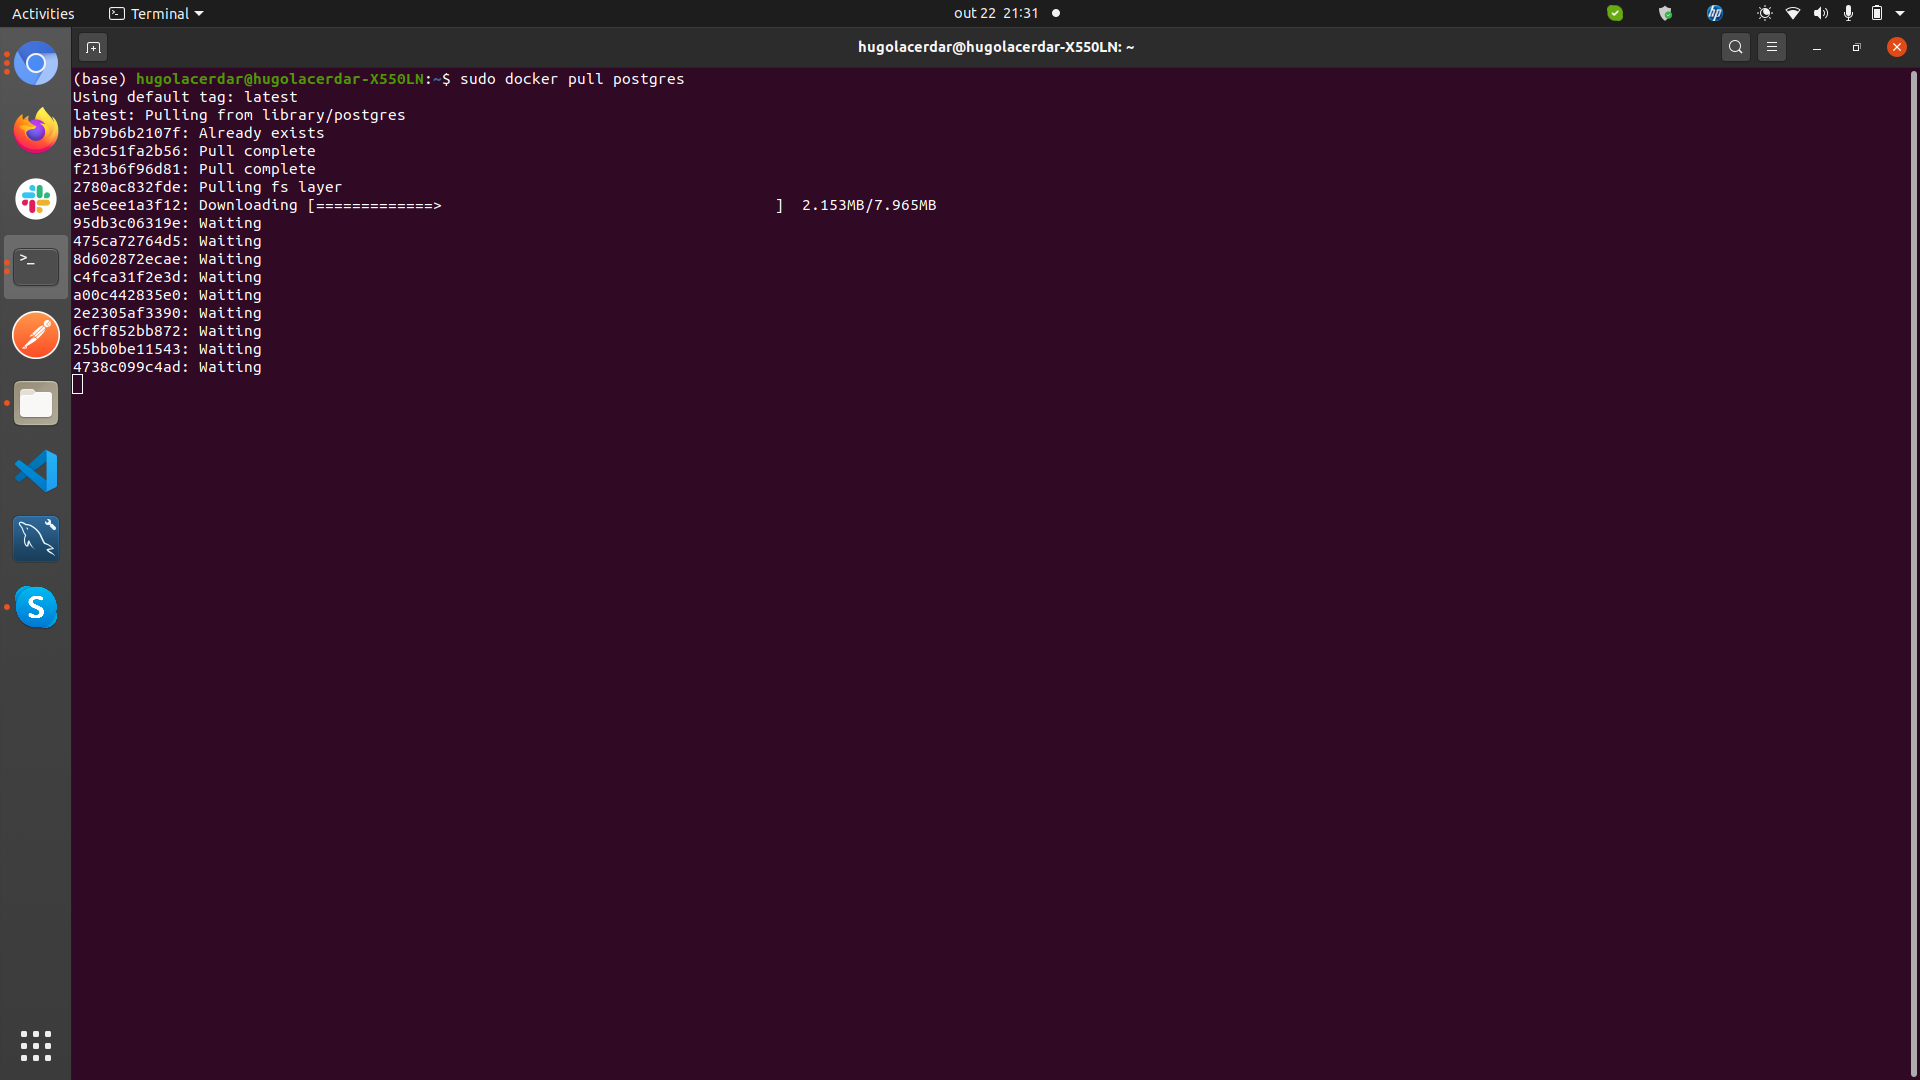 Activities
Terminal
out 22 21:31
hp
hugolacerdar@hugolacerdar-X550LN: ~
(base) hugolacerdar@hugolacerdar-X550LN:~$ sudo docker pull postgres
Using default tag: latest
latest: Pulling from library/postgres
bb79b6b2107f: Already exists
e3dc51fa2b56: Pull complete
f213b6f96d81: Pull complete
2780ac832fde: Pulling fs layer
ae5cee1a3f12: Downloading [=============>                                     ]  2.153MB/7.965MB
95db3c06319e: Waiting
475ca72764d5: Waiting
8d602872ecae: Waiting
c4fca31f2e3d: Waiting
a00c442835e0: Waiting
2e2305af3390: Waiting
6cff852bb872: Waiting
25bb0be11543: Waiting
4738c099c4ad: Waiting
>_
S